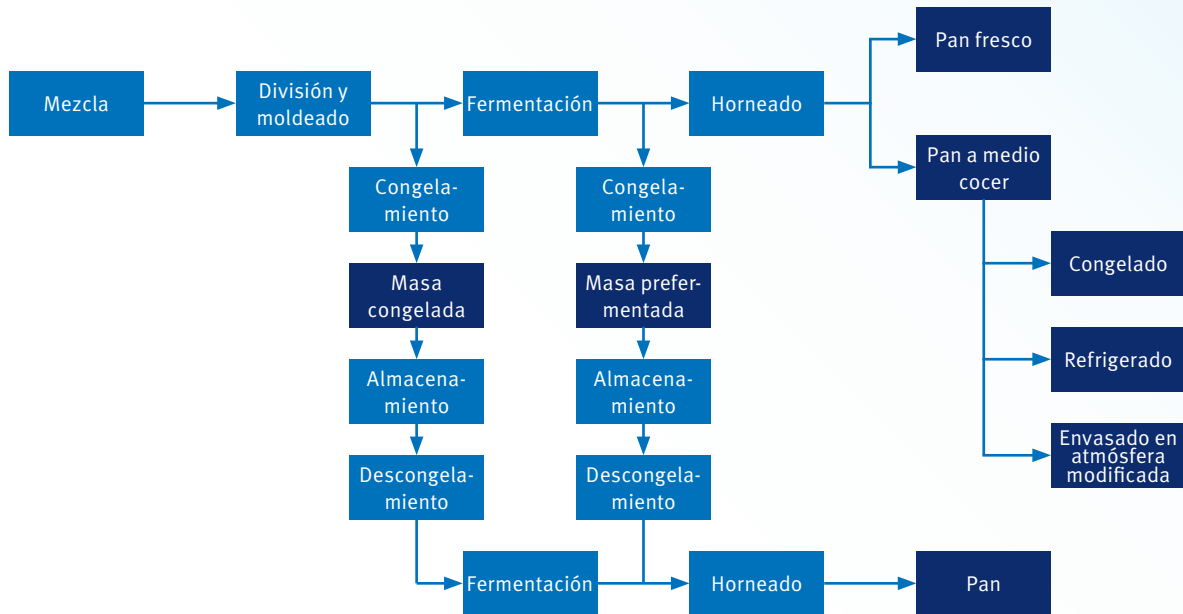 Mezcla
División y
moldeado
Fermentación
Horneado
Pan fresco
Pan a medio
cocer
Congela-
miento
Congela-
miento
Masa
congelada
Masa prefer-
mentada
Almacena-
miento
Almacena-
miento
Descongela-
miento
Descongela-
miento
Congelado
Refrigerado
Envasado en
atmósfera
modificada
Fermentación
Horneado
Pan